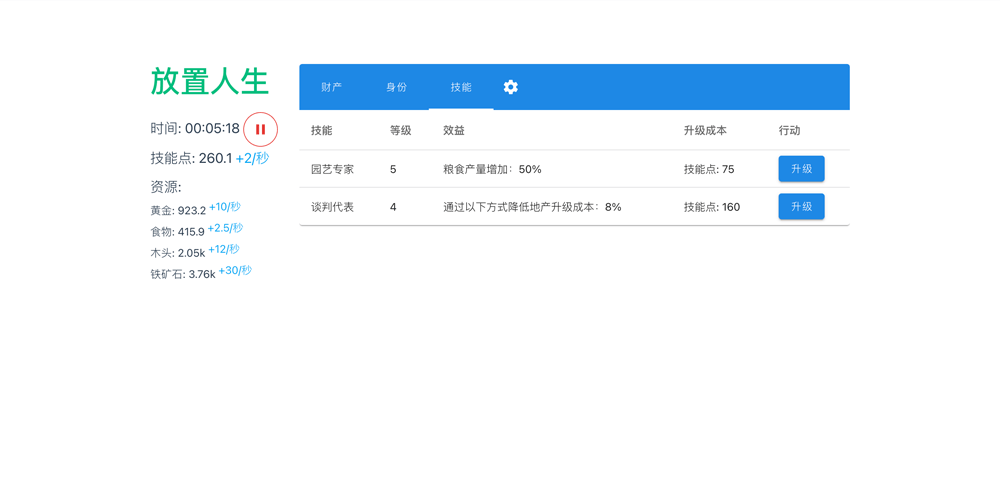 放置人生
时间: 00:05:18
技能点: 260.1 +2/秒
资源:
黄金: 923.2 +10/秒
食物: 415.9 +2.5/秒
木头: 2.05k +12/秒
铁矿石: 3.76k +30/秒
财产 身份 技能
技能 等级 效益 升级成本 行动
园艺专家 5 粮食产量增加：50% 技能点: 75 升级
谈判代表 4 通过以下方式降低地产升级成本：8% 技能点: 160 升级